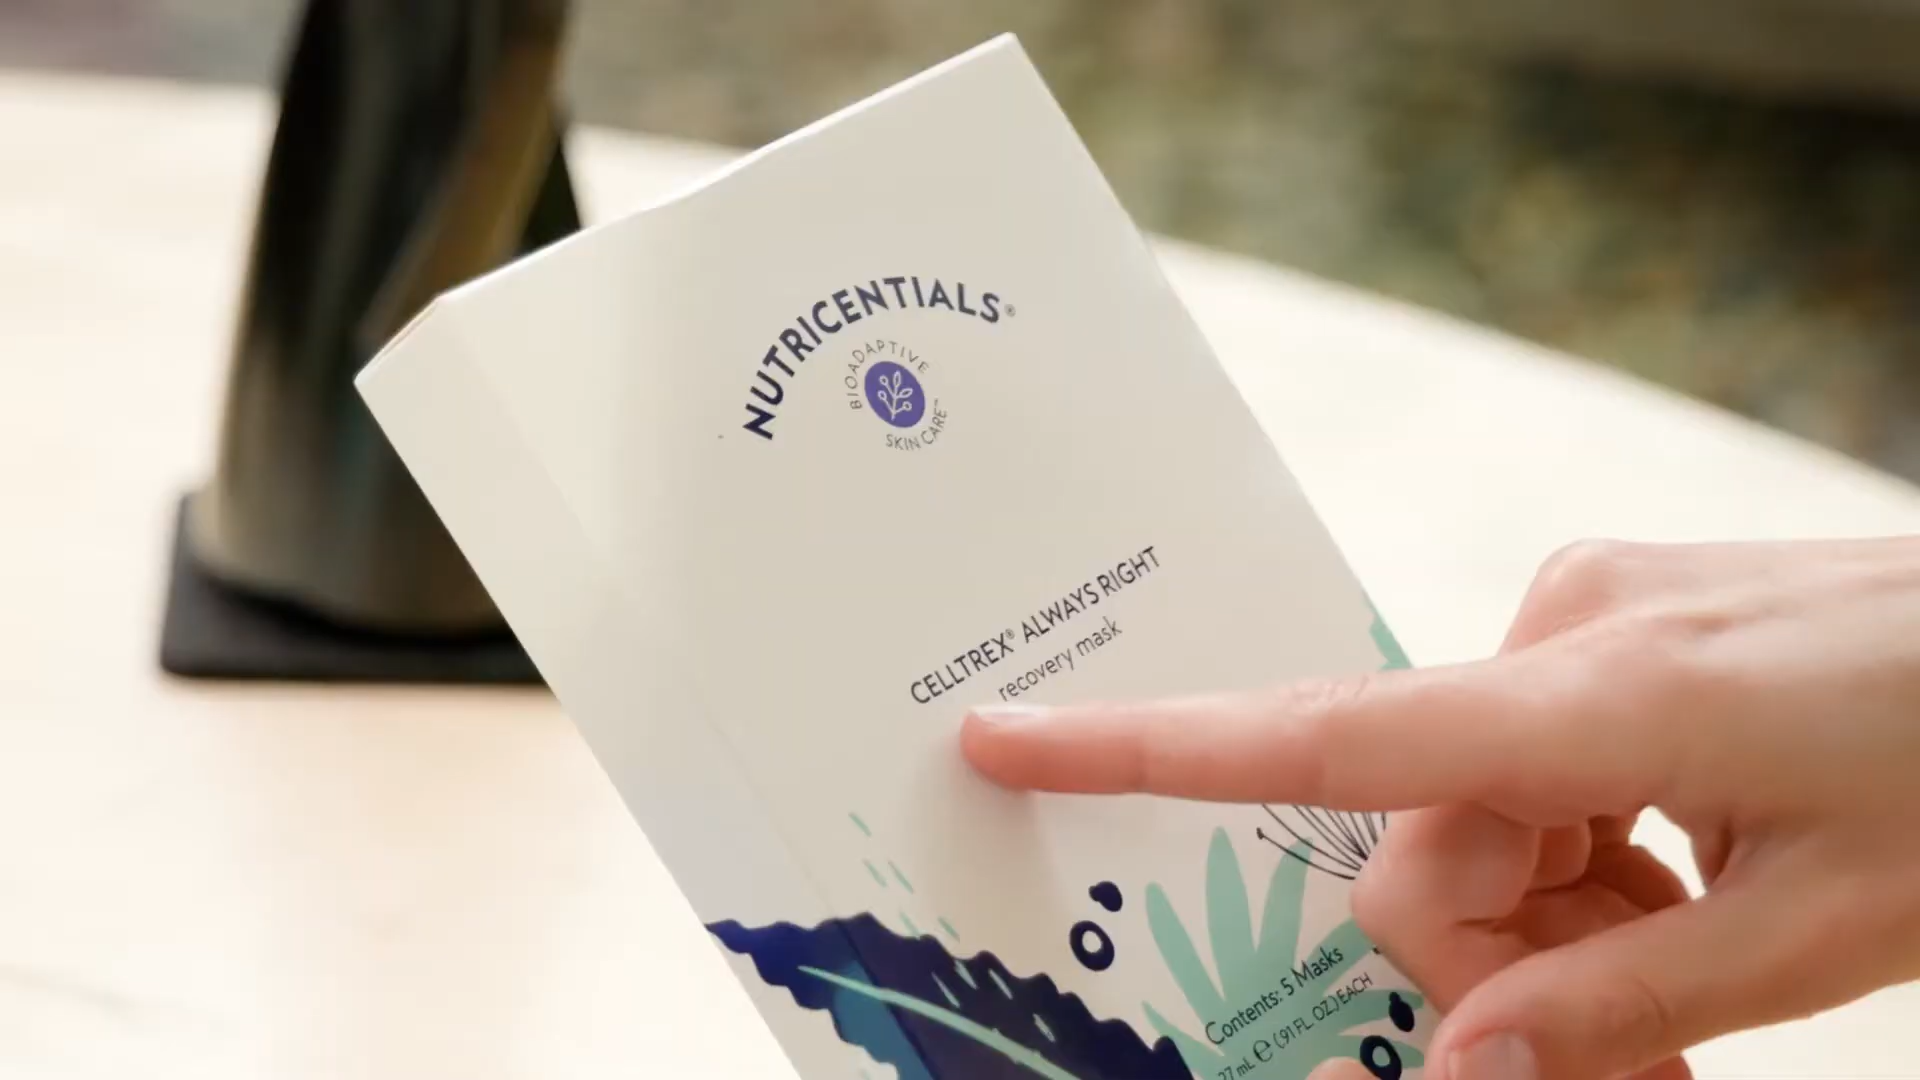 NUTRICENTIALS®
BIOADAPTIVE
SKIN CARE™
CELLTREX® ALWAYS RIGHT
recovery mask
Contents: 5 Masks
27 mL e (.91 FL. OZ.) EACH